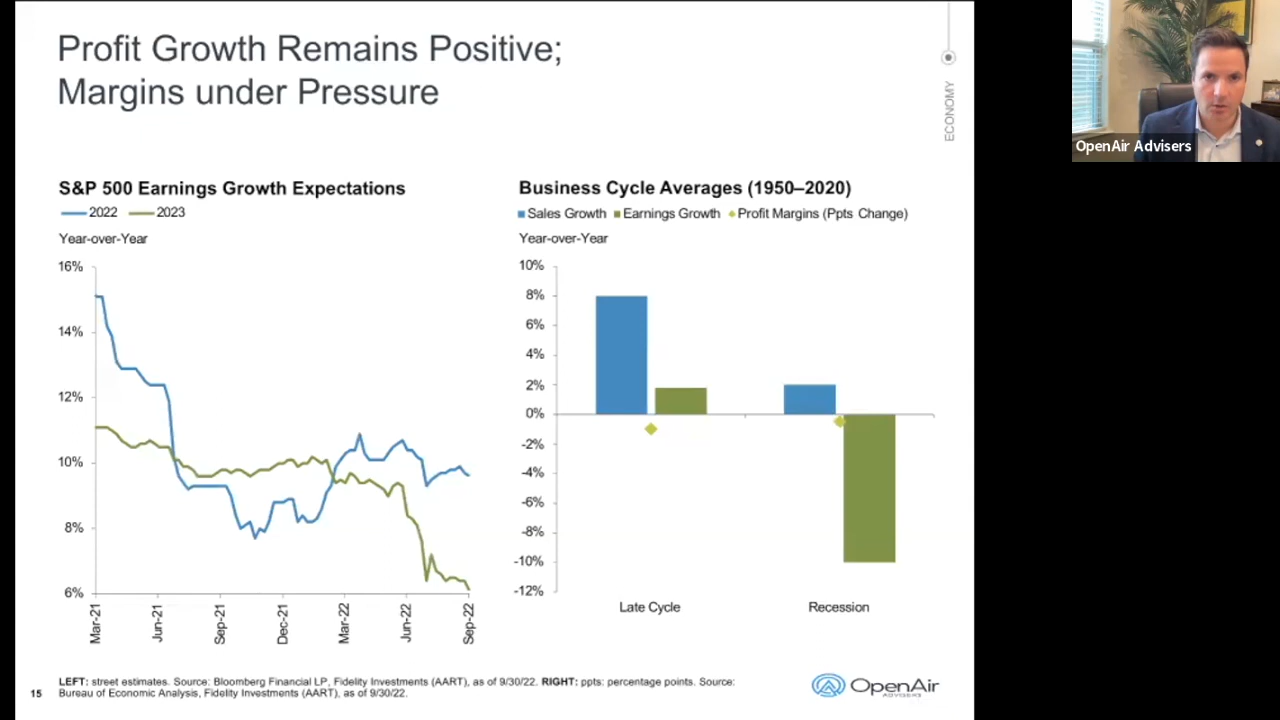 Profit Growth Remains Positive;
Margins under Pressure
ECONOMY
OpenAir Advisers
S&P 500 Earnings Growth Expectations
2022 2023
Year-over-Year
16%
14%
12%
10%
8%
6%
Mar-21 Jun-21 Sep-21 Dec-21 Mar-22 Jun-22 Sep-22
Business Cycle Averages (1950–2020)
Sales Growth Earnings Growth Profit Margins (Ppts Change)
Year-over-Year
10%
8%
6%
4%
2%
0%
-2%
-4%
-6%
-8%
-10%
-12%
Late Cycle Recession
LEFT: street estimates. Source: Bloomberg Financial LP, Fidelity Investments (AART), as of 9/30/22. RIGHT: ppts: percentage points. Source:
Bureau of Economic Analysis, Fidelity Investments (AART), as of 9/30/22.
15
OpenAir
ADVISERS